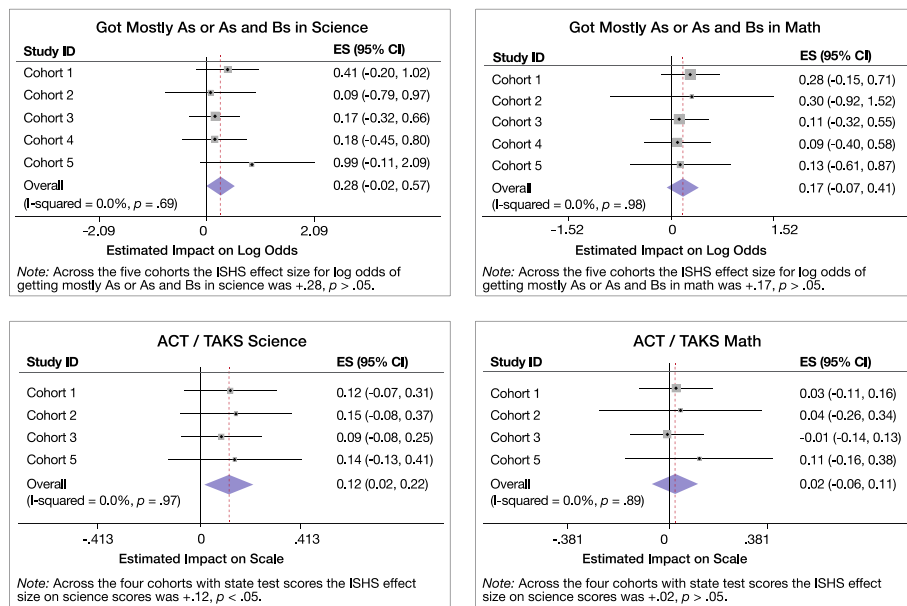 Got Mostly As or As and Bs in Science
Study ID ES (95% CI)
Cohort 1 0.41 (-0.20, 1.02)
Cohort 2 0.09 (-0.79, 0.97)
Cohort 3 0.17 (-0.32, 0.66)
Cohort 4 0.18 (-0.45, 0.80)
Cohort 5 0.99 (-0.11, 2.09)
Overall 0.28 (-0.02, 0.57)
(I-squared = 0.0%, p = .69)
-2.09 0 2.09
Estimated Impact on Log Odds
Note: Across the five cohorts the ISHS effect size for log odds of
getting mostly As or As and Bs in science was +.28, p > .05.
Got Mostly As or As and Bs in Math
Study ID ES (95% CI)
Cohort 1 0.28 (-0.15, 0.71)
Cohort 2 0.30 (-0.92, 1.52)
Cohort 3 0.11 (-0.32, 0.55)
Cohort 4 0.09 (-0.40, 0.58)
Cohort 5 0.13 (-0.61, 0.87)
Overall 0.17 (-0.07, 0.41)
(I-squared = 0.0%, p = .98)
-1.52 0 1.52
Estimated Impact on Log Odds
Note: Across the five cohorts the ISHS effect size for log odds of
getting mostly As or As and Bs in math was +.17, p > .05.
ACT / TAKS Science
Study ID ES (95% CI)
Cohort 1 0.12 (-0.07, 0.31)
Cohort 2 0.15 (-0.08, 0.37)
Cohort 3 0.09 (-0.08, 0.25)
Cohort 5 0.14 (-0.13, 0.41)
Overall 0.12 (0.02, 0.22)
(I-squared = 0.0%, p = .97)
-.413 0 .413
Estimated Impact on Scale
Note: Across the four cohorts with state test scores the ISHS effect
size on science scores was +.12, p < .05.
ACT / TAKS Math
Study ID ES (95% CI)
Cohort 1 0.03 (-0.11, 0.16)
Cohort 2 0.04 (-0.26, 0.34)
Cohort 3 -0.01 (-0.14, 0.13)
Cohort 5 0.11 (-0.16, 0.38)
Overall 0.02 (-0.06, 0.11)
(I-squared = 0.0%, p = .89)
-.381 0 .381
Estimated Impact on Scale
Note: Across the four cohorts with state test scores the ISHS effect
size on science scores was +.02, p > .05.